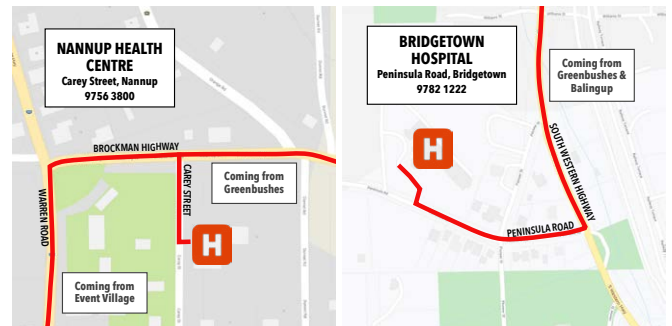 NANNUP HEALTH
CENTRE
Carey Street, Nannup
9756 3800
BROCKMAN HIGHWAY
CAREY STREET
Coming from
Greenbushes
WARREN ROAD
H
Coming from
Event Village
BRIDGETOWN
HOSPITAL
Peninsula Road, Bridgetown
9782 1222
Coming from
Greenbushes &
Balingup
SOUTH WESTERN HIGHWAY
H
PENINSULA ROAD